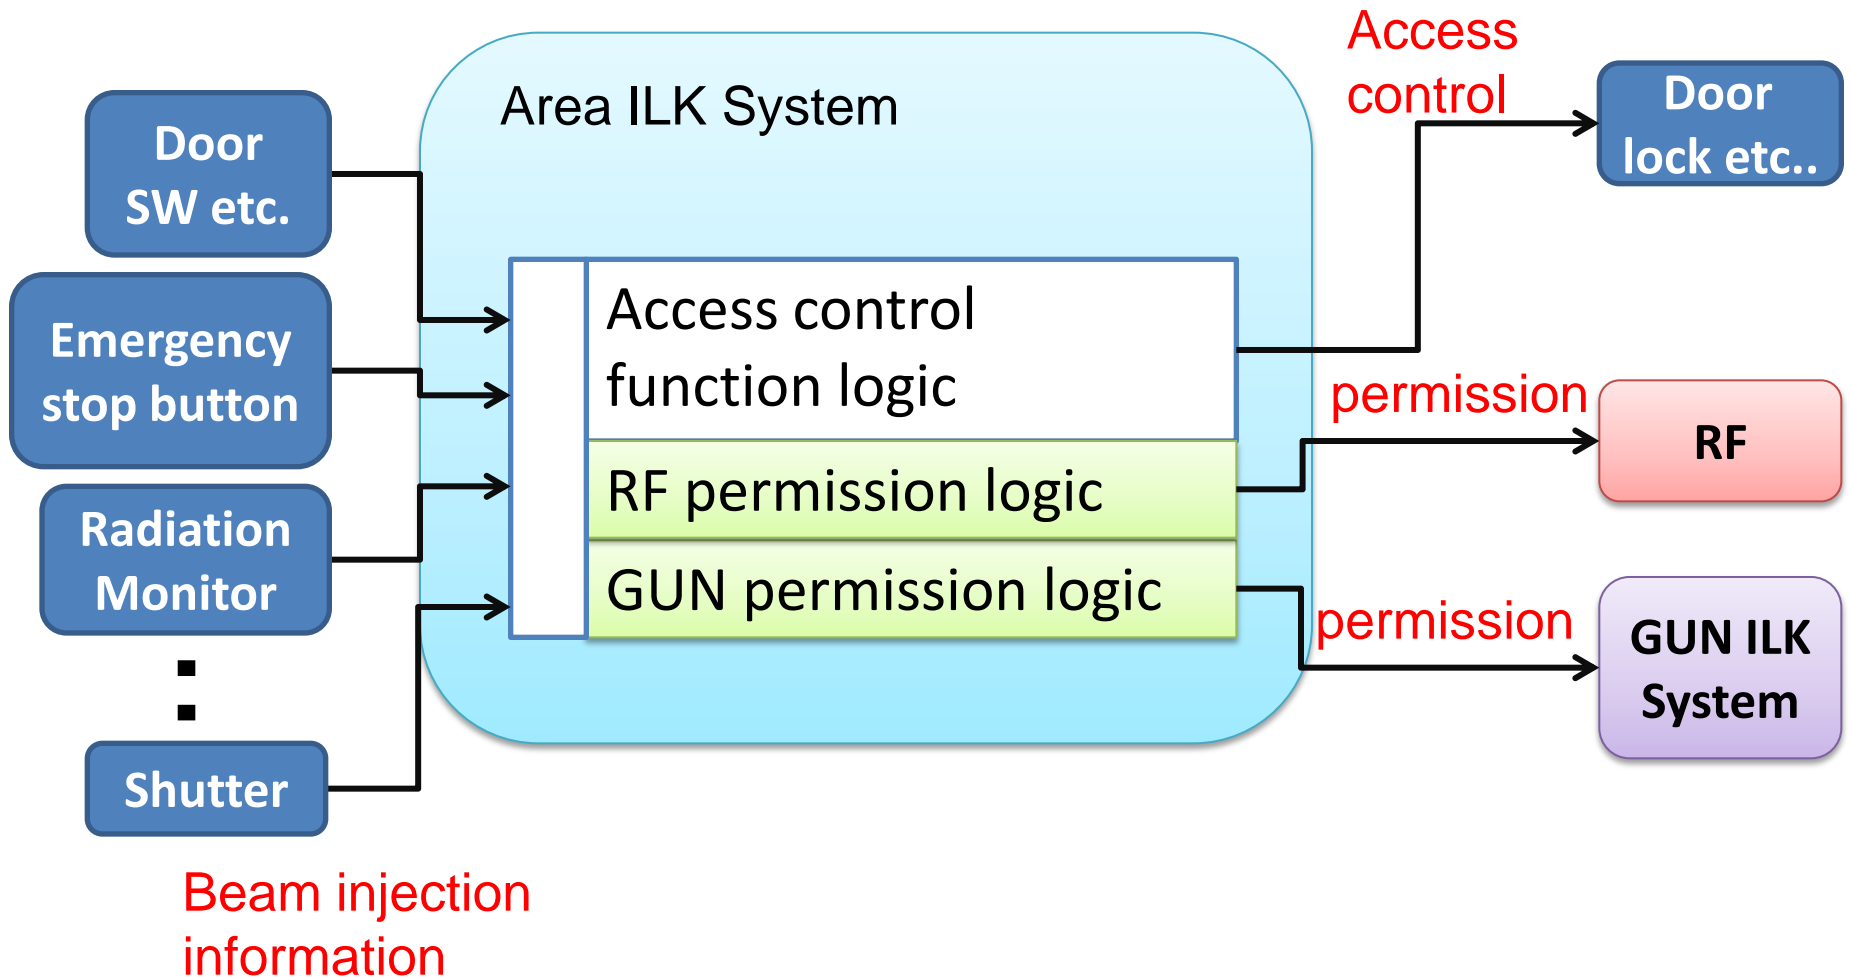 Area ILK System
Door
SW etc.
Emergency
stop button
Radiation
Monitor
Shutter
Beam injection
information
Access control
function logic
RF permission logic
GUN permission logic
Access
control
Door
lock etc..
permission
RF
permission
GUN ILK
System